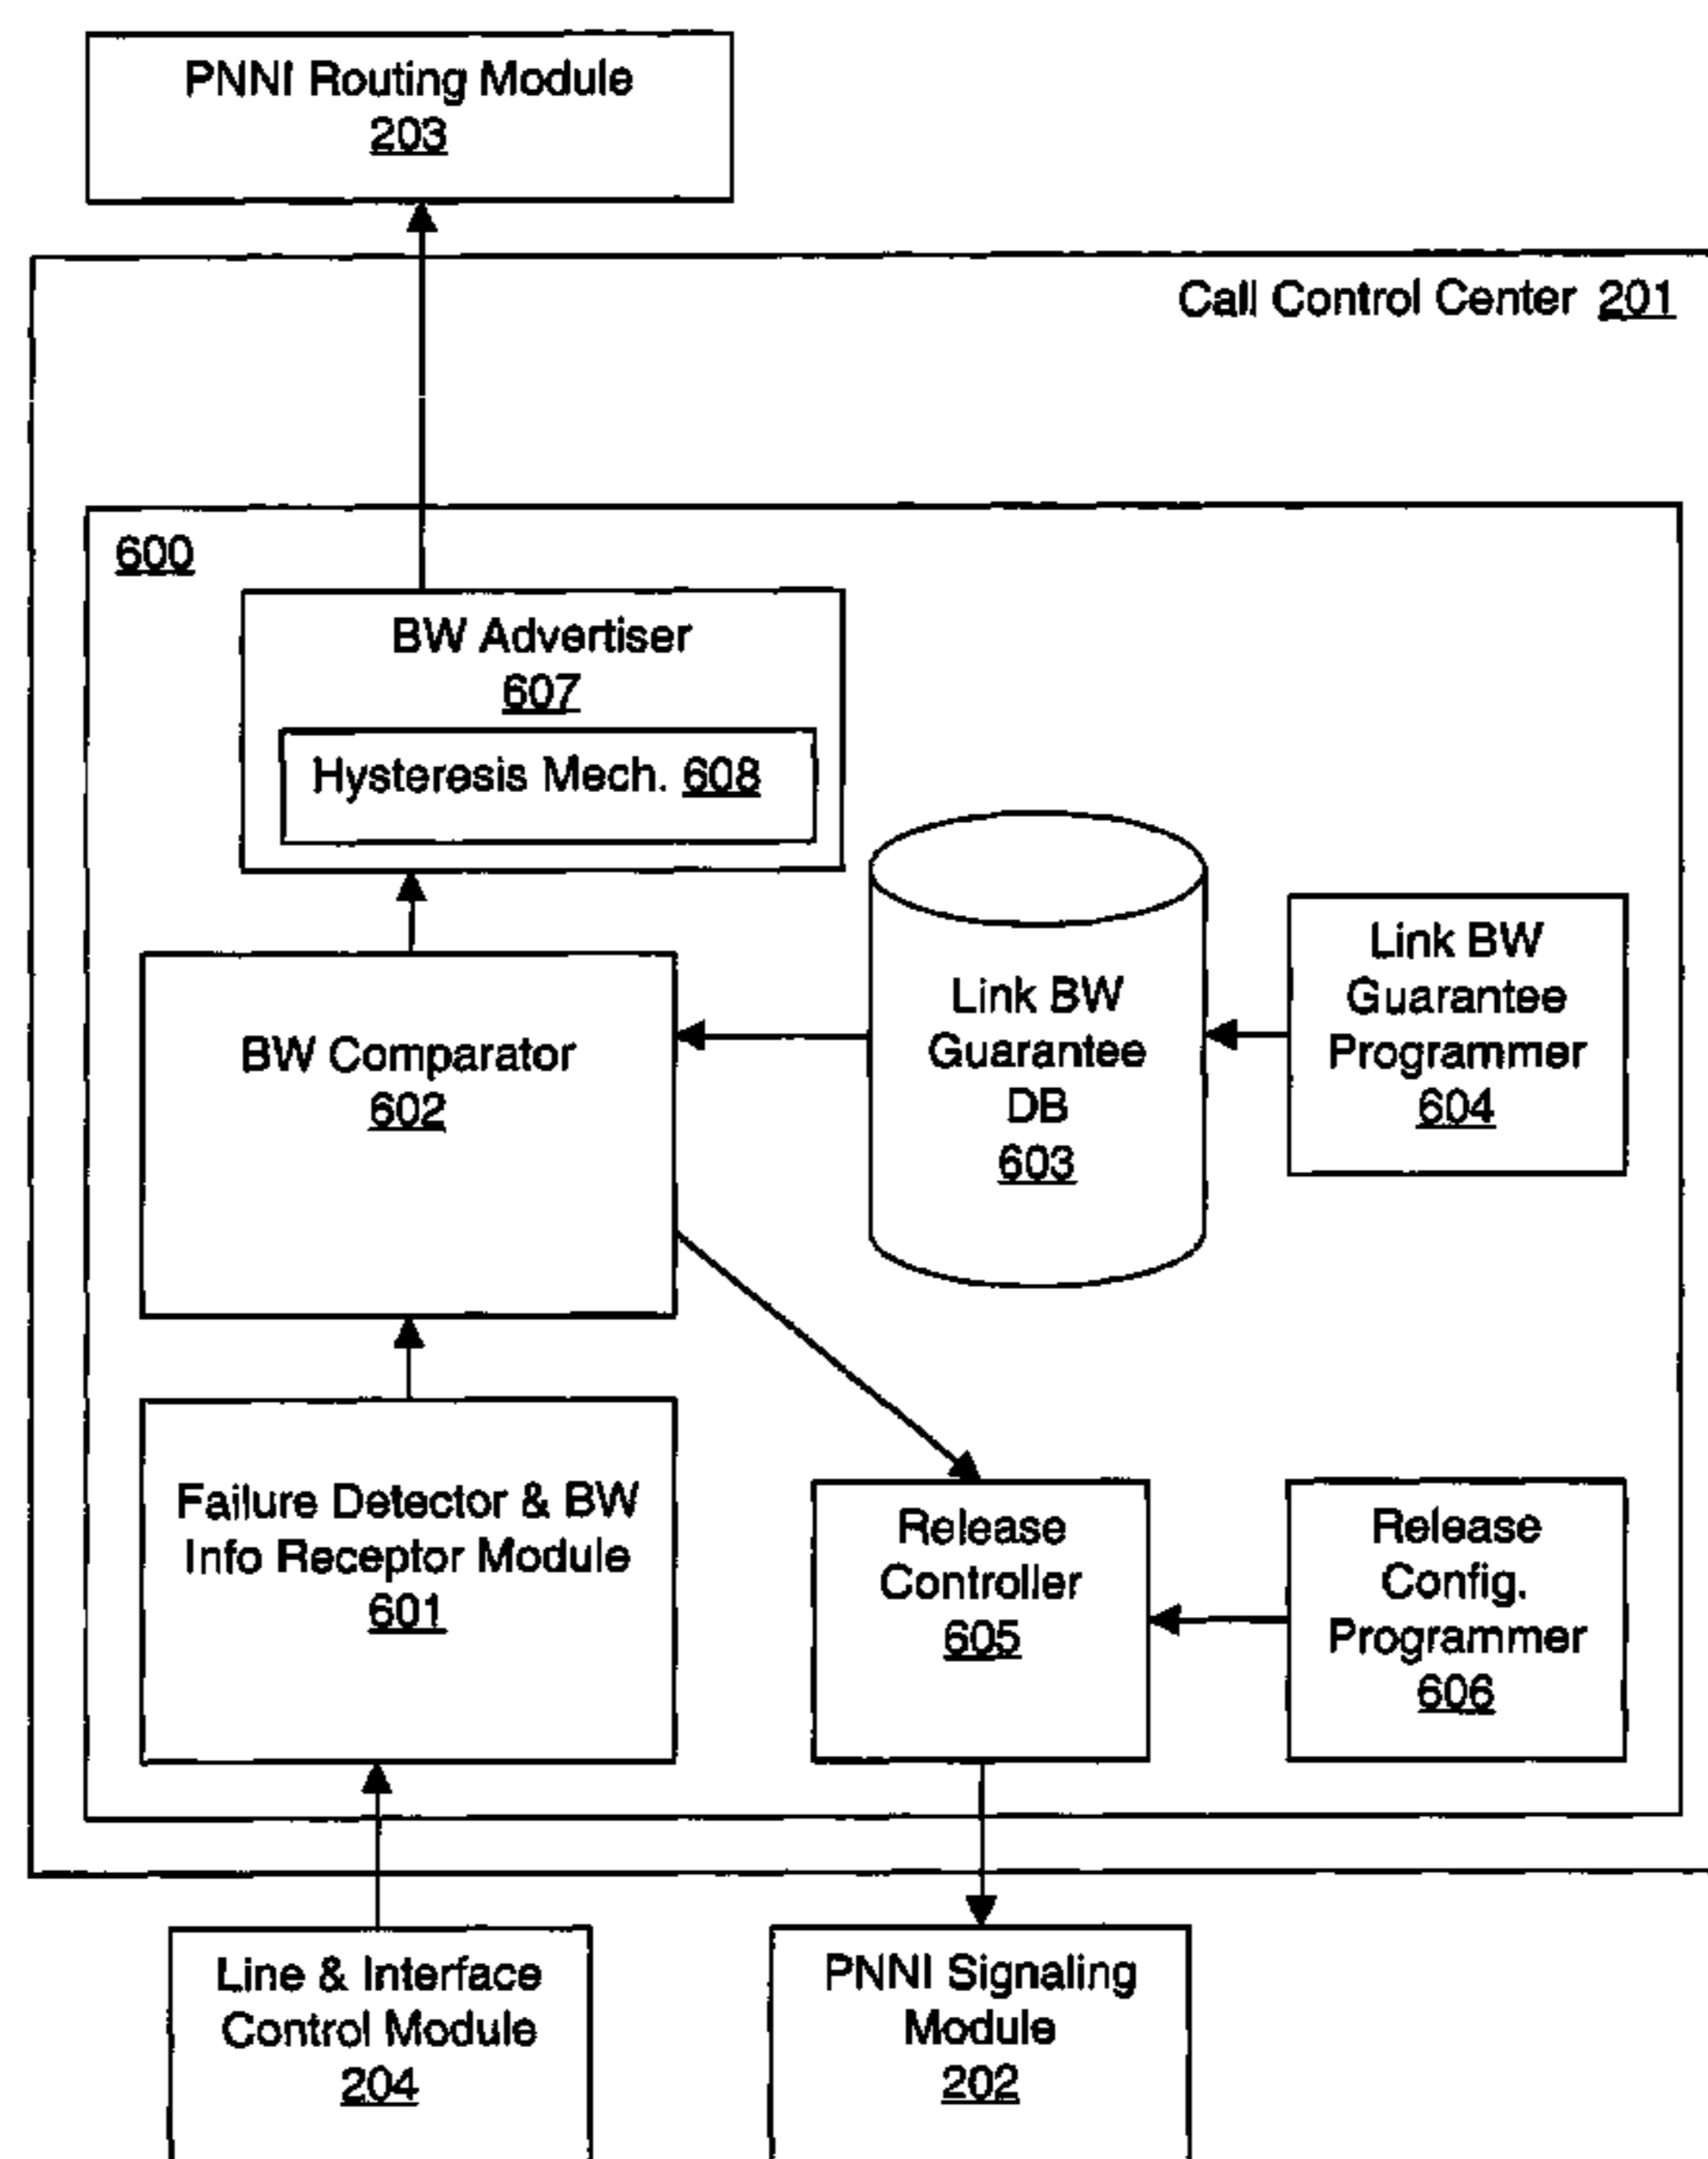 PNNI Routing Module
203
Call Control Center 201
600
BW Advertiser
607
Hysteresis Mech. 608
Link BW
Guarantee
DB
603
Link BW
Guarantee
Programmer
604
BW Comparator
602
Failure Detector & BW
Info Receptor Module
601
Release
Controller
605
Release
Config.
Programmer
606
Line & Interface
Control Module
204
PNNI Signaling
Module
202